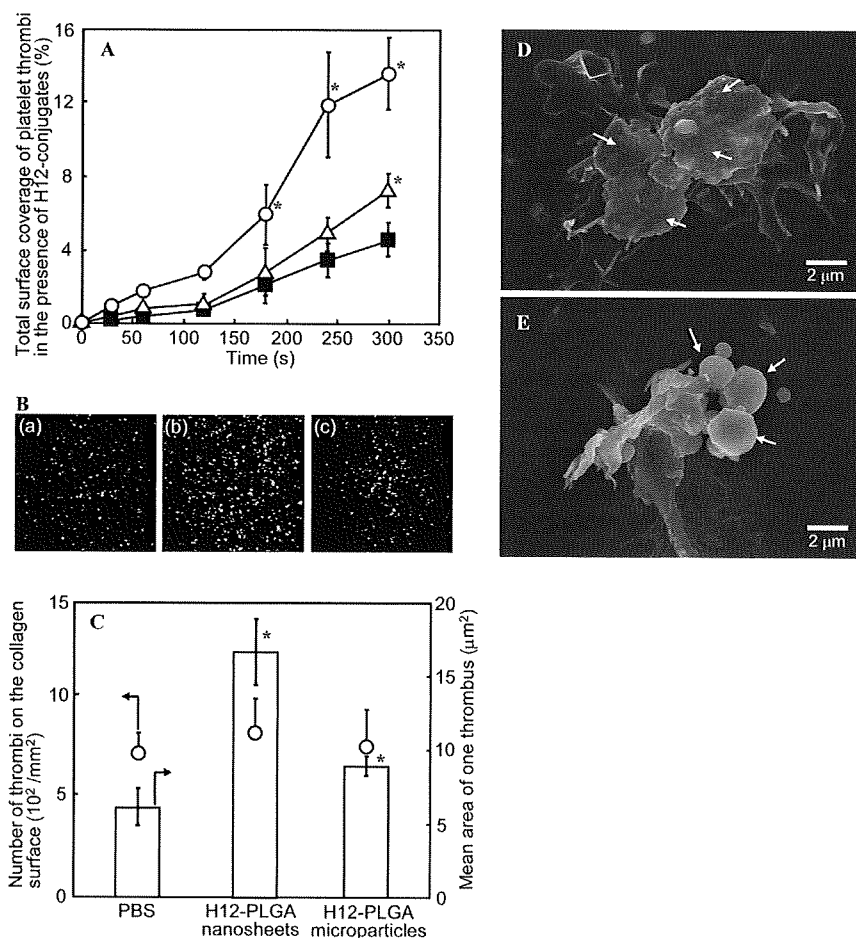 A
16
12
8
4
0
0 50 100 150 200 250 300 350
Time (s)
Total surface coverage of platelet thrombi
in the presence of H12-conjugates (%)
*
*
*
*
B
(a)
(b)
(c)
C
15
10
5
0
Number of thrombi on the collagen
surface (10² /mm²)
20
15
10
5
0
Mean area of one thrombus (μm²)
*
*
PBS
H12-PLGA
nanosheets
H12-PLGA
microparticles
D
2 μm
E
2 μm